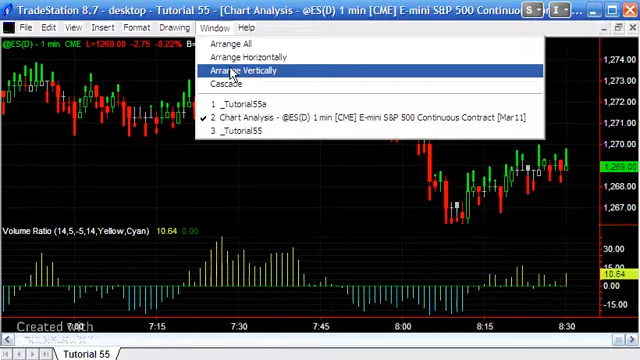 TradeStation 8.7 - desktop - Tutorial 55 - [Chart Analysis - @ES(D) 1 min [CME] E-mini S&P 500 Continuous Contr
S
I
File Edit View Insert Format Drawing Window Help
@ES(D) 1 min [CME] L=1269.00 -2.75 -0.22% B=
Arrange All
Arrange Horizontally
Arrange Vertically
Cascade
1 _Tutorial55a
2 Chart Analysis - @ES(D) 1 min [CME] E-mini S&P 500 Continuous Contract [Mar11]
3 _Tutorial55
1,274.00
1,273.00
1,272.00
1,271.00
1,270.00
1,269.00
1,268.00
1,267.00
Volume Ratio (14,5,-5,14,Yellow,Cyan) 10.64 0.00
30.00
15.00
10.64
0.00
-15.00
Created with
7:00 7:15 7:30 7:45 8:00 8:15 8:30
Tutorial 55